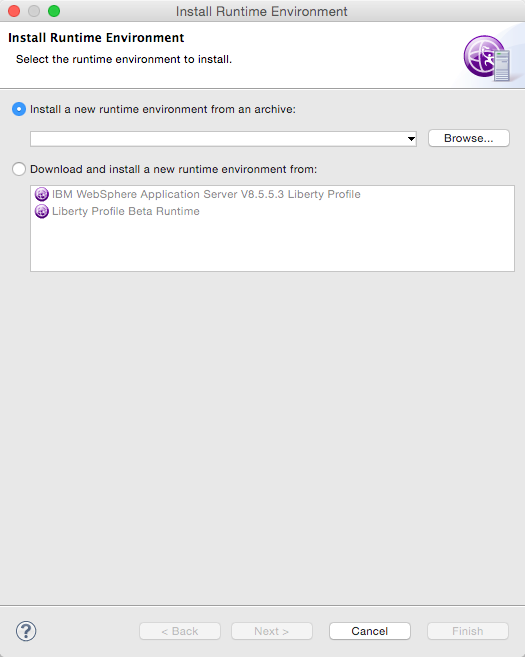 Install Runtime Environment
Install Runtime Environment
Select the runtime environment to install.
Install a new runtime environment from an archive:
Browse...
Download and install a new runtime environment from:
IBM WebSphere Application Server V8.5.5.3 Liberty Profile
Liberty Profile Beta Runtime
?
< Back
Next >
Cancel
Finish